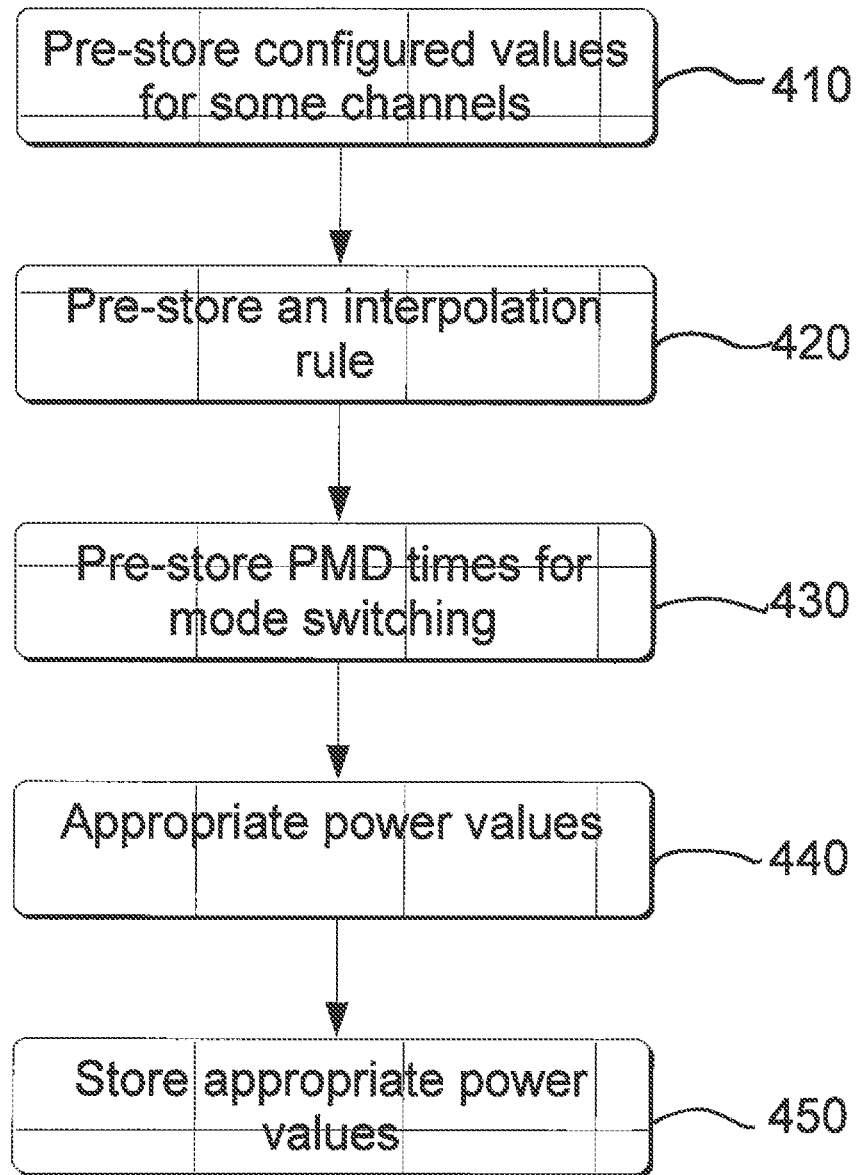 Pre-store configured values
for some channels
410
Pre-store an interpolation
rule
420
Pre-store PMD times for
mode switching
430
Appropriate power values
440
Store appropriate power
values
450